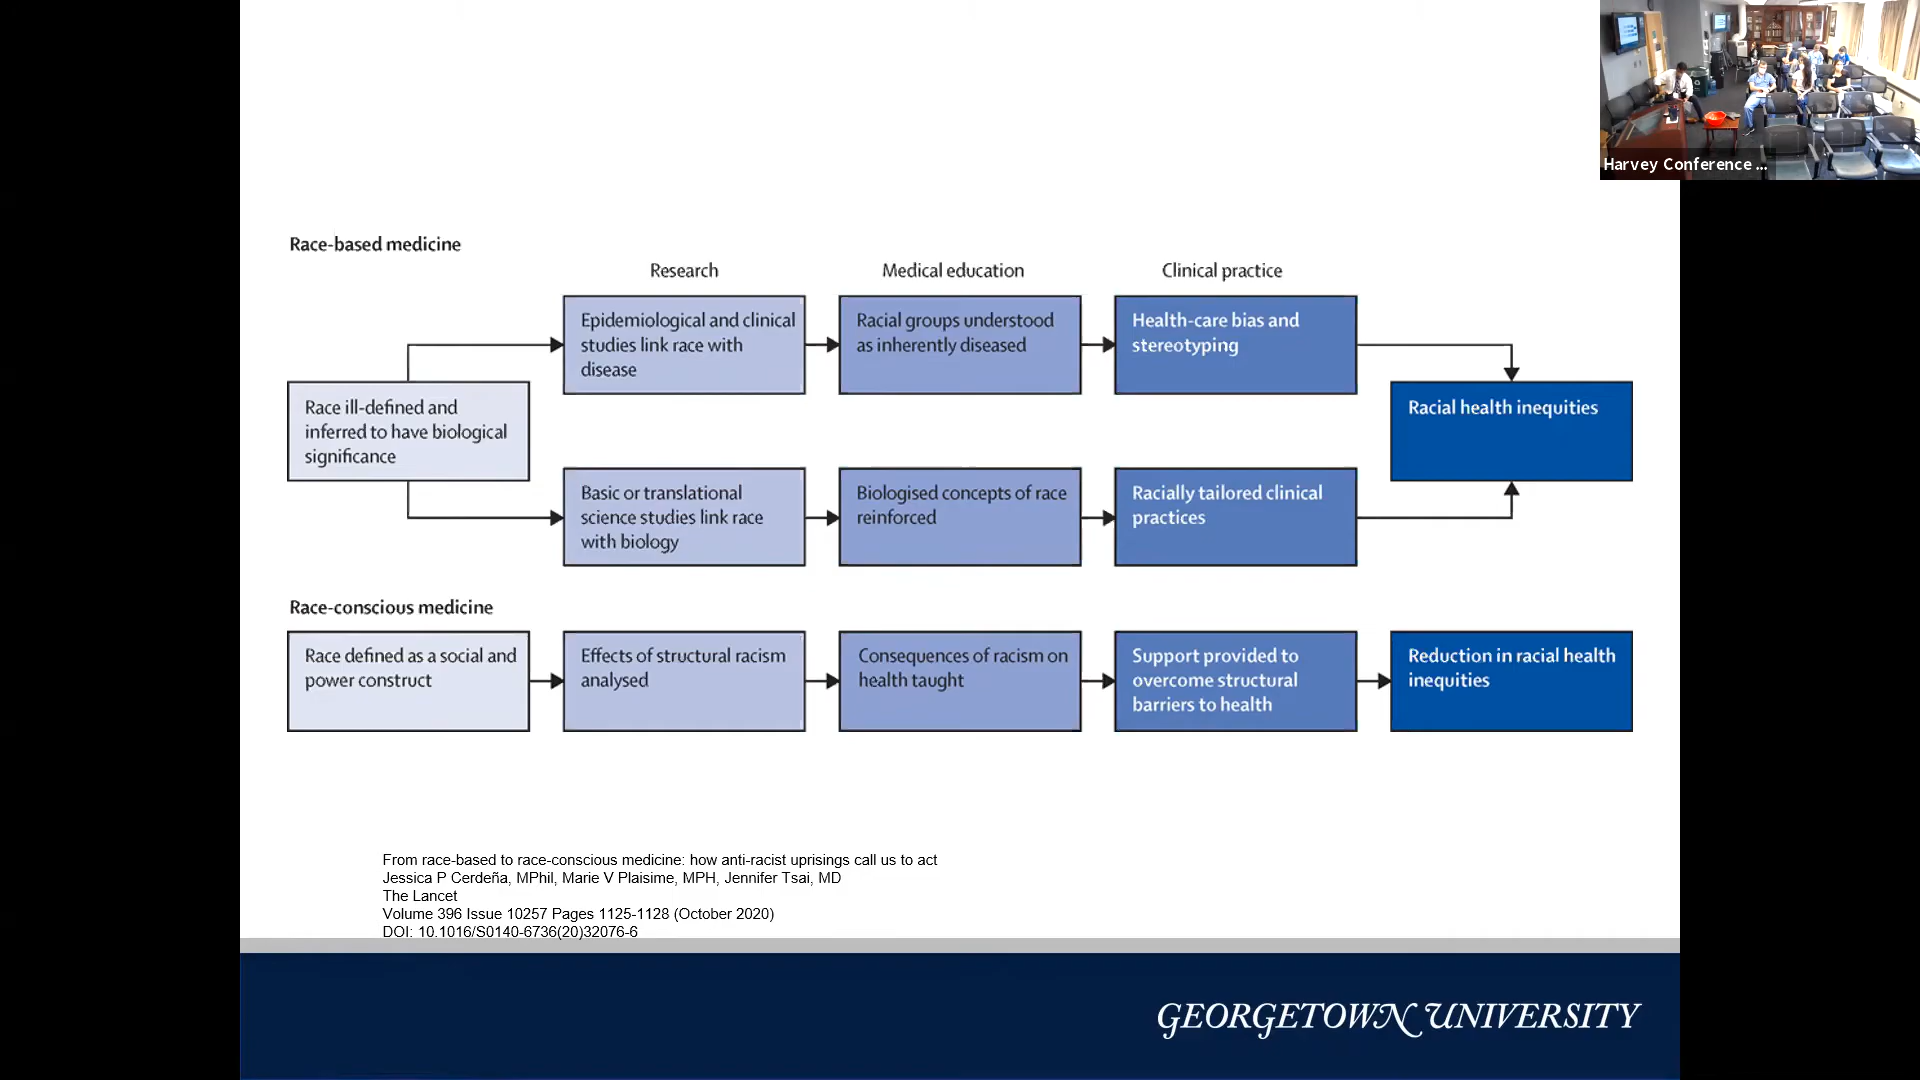 Harvey Conference ...
Race-based medicine
Research
Medical education
Clinical practice
Epidemiological and clinical
studies link race with
disease
Racial groups understood
as inherently diseased
Health-care bias and
stereotyping
Race ill-defined and
inferred to have biological
significance
Racial health inequities
Basic or translational
science studies link race
with biology
Biologised concepts of race
reinforced
Racially tailored clinical
practices
Race-conscious medicine
Race defined as a social and
power construct
Effects of structural racism
analysed
Consequences of racism on
health taught
Support provided to
overcome structural
barriers to health
Reduction in racial health
inequities
From race-based to race-conscious medicine: how anti-racist uprisings call us to act
Jessica P Cerdeña, MPhil, Marie V Plaisime, MPH, Jennifer Tsai, MD
The Lancet
Volume 396 Issue 10257 Pages 1125-1128 (October 2020)
DOI: 10.1016/S0140-6736(20)32076-6
GEORGETOWN UNIVERSITY